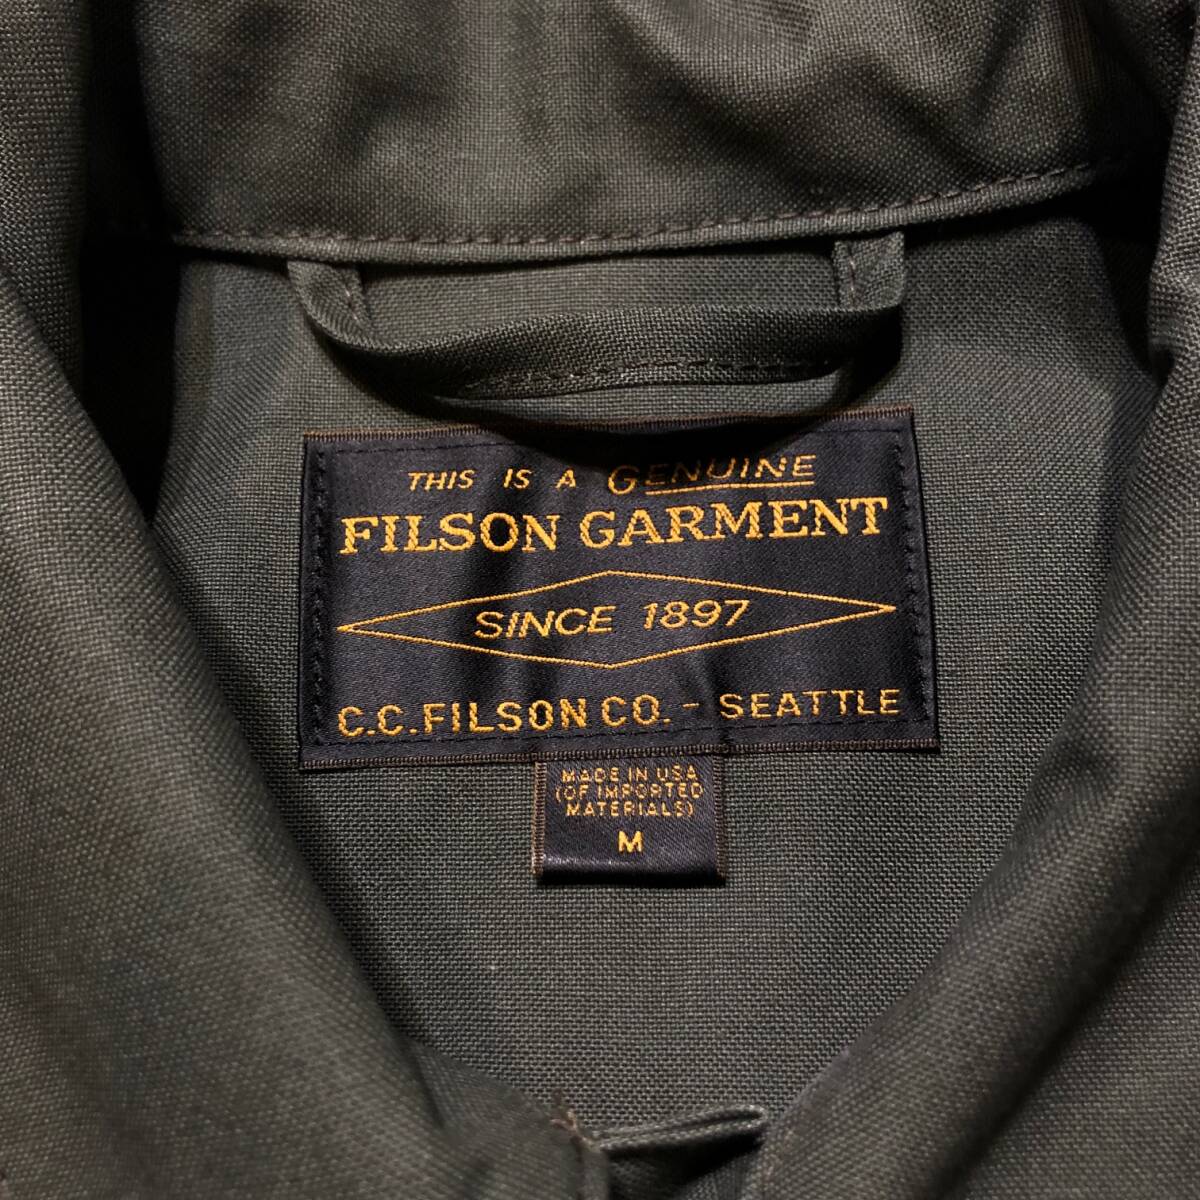 THIS IS A GENUINE
FILSON GARMENT
SINCE 1897
C.C. FILSON CO. - SEATTLE
MADE IN USA
(OF IMPORTED
MATERIALS)
M